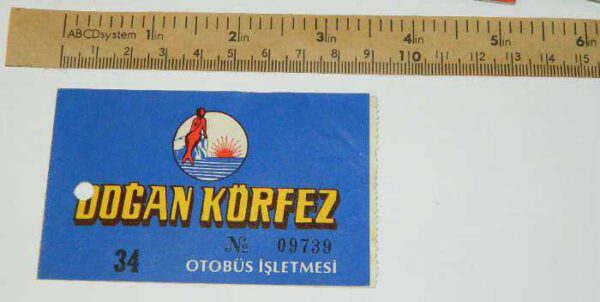 ABCDsystem 1in 2in 3in 4in 5in 6in
1 2 3 4 5 6 7 8 9 10 11 12 13 14 15
DOĞAN KÖRFEZ
№ 09739
34
OTOBÜS İŞLETMESİ